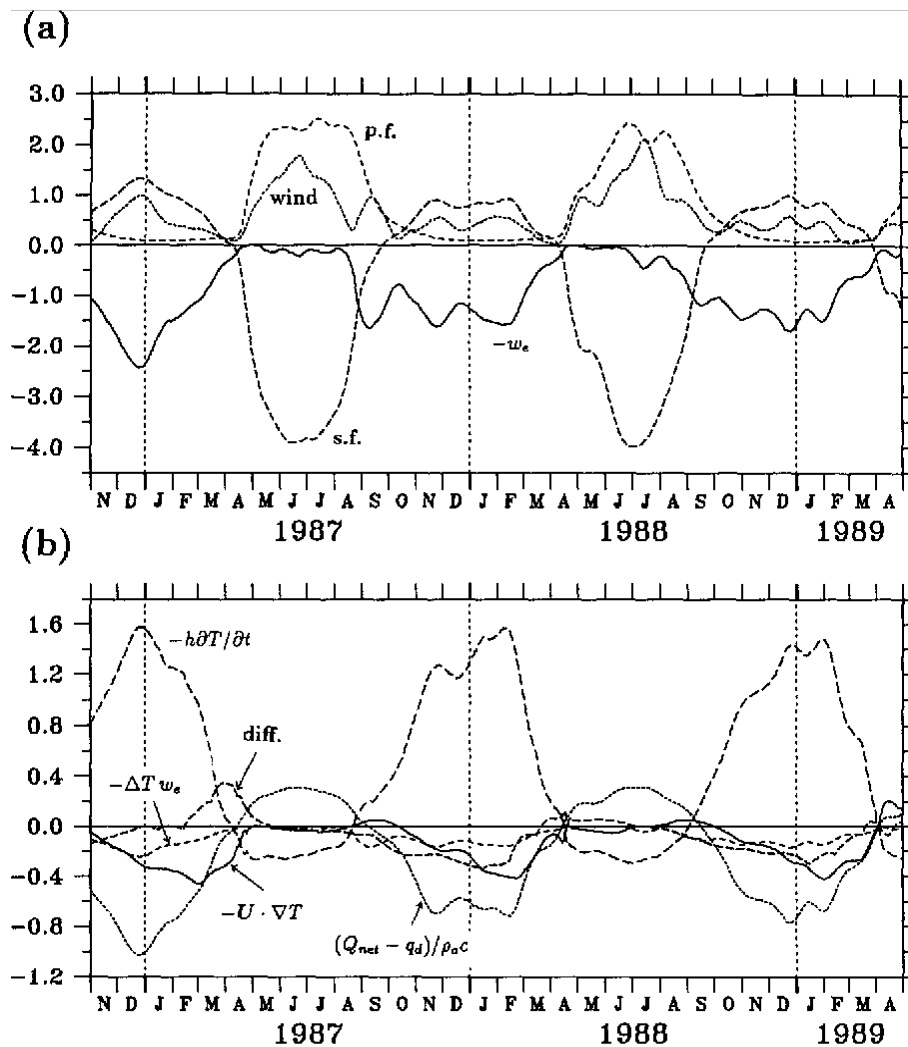 (a)
3.0
2.0
1.0
0.0
−1.0
−2.0
−3.0
−4.0
p.f.
wind
−w_e
s.f.
N D J F M A M J J A S O N D J F M A M J J A S O N D J F M A
1987 1988 1989
(b)
1.6
1.2
0.8
0.4
0.0
−0.4
−0.8
−1.2
−h∂T/∂t
diff.
−ΔT w_e
−U · ∇T
(Q_net − q_d)/ρ_a c
N D J F M A M J J A S O N D J F M A M J J A S O N D J F M A
1987 1988 1989